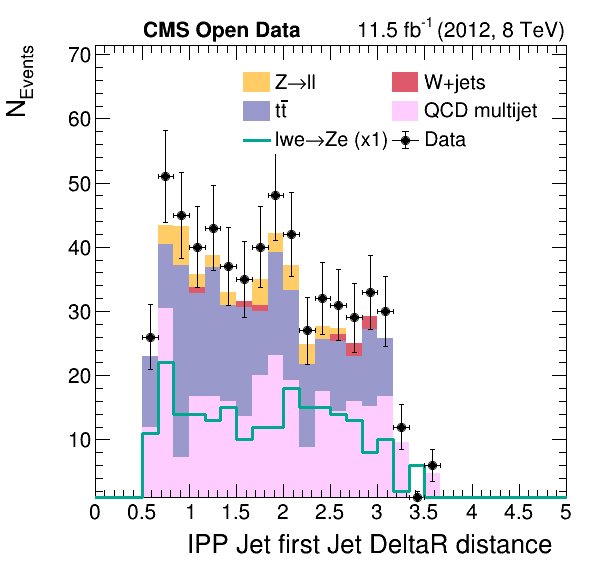 CMS Open Data 11.5 fb⁻¹ (2012, 8 TeV)
N_Events
70
60
50
40
30
20
10
Z→ll
W+jets
tt̅
QCD multijet
lwe→Ze (x1)
Data
0 0.5 1 1.5 2 2.5 3 3.5 4 4.5 5
IPP Jet first Jet DeltaR distance